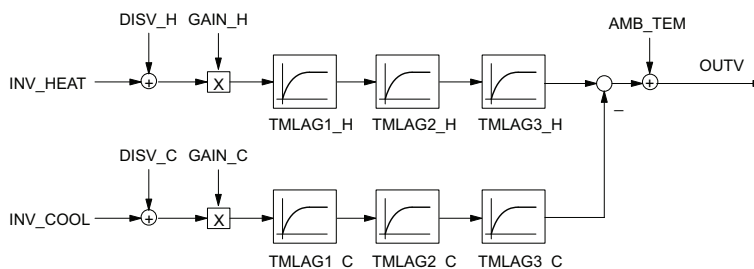 DISV_H GAIN_H AMB_TEM
INV_HEAT + X + OUTV
TMLAG1_H TMLAG2_H TMLAG3_H
–
DISV_C GAIN_C
INV_COOL + X
TMLAG1_C TMLAG2_C TMLAG3_C